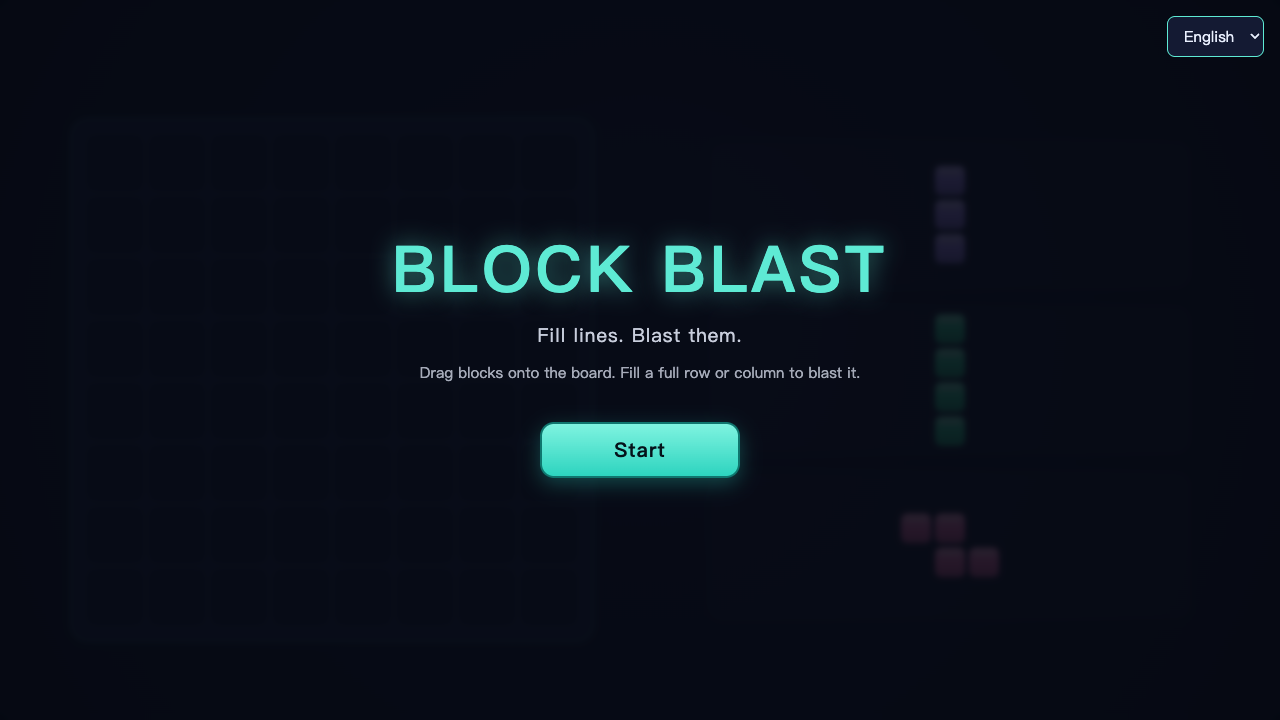 English
BLOCK BLAST
Fill lines. Blast them.
Drag blocks onto the board. Fill a full row or column to blast it.
Start